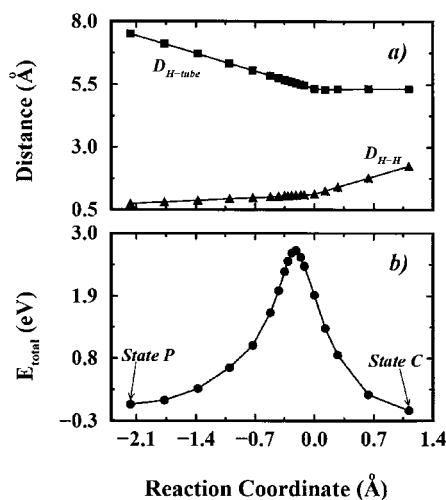 8.0
5.5
3.0
0.5
Distance (Å)
a)
D_H-tube
D_H-H
3.0
1.9
0.8
−0.3
E_total (eV)
b)
State P
State C
−2.1 −1.4 −0.7 0.0 0.7 1.4
Reaction Coordinate (Å)